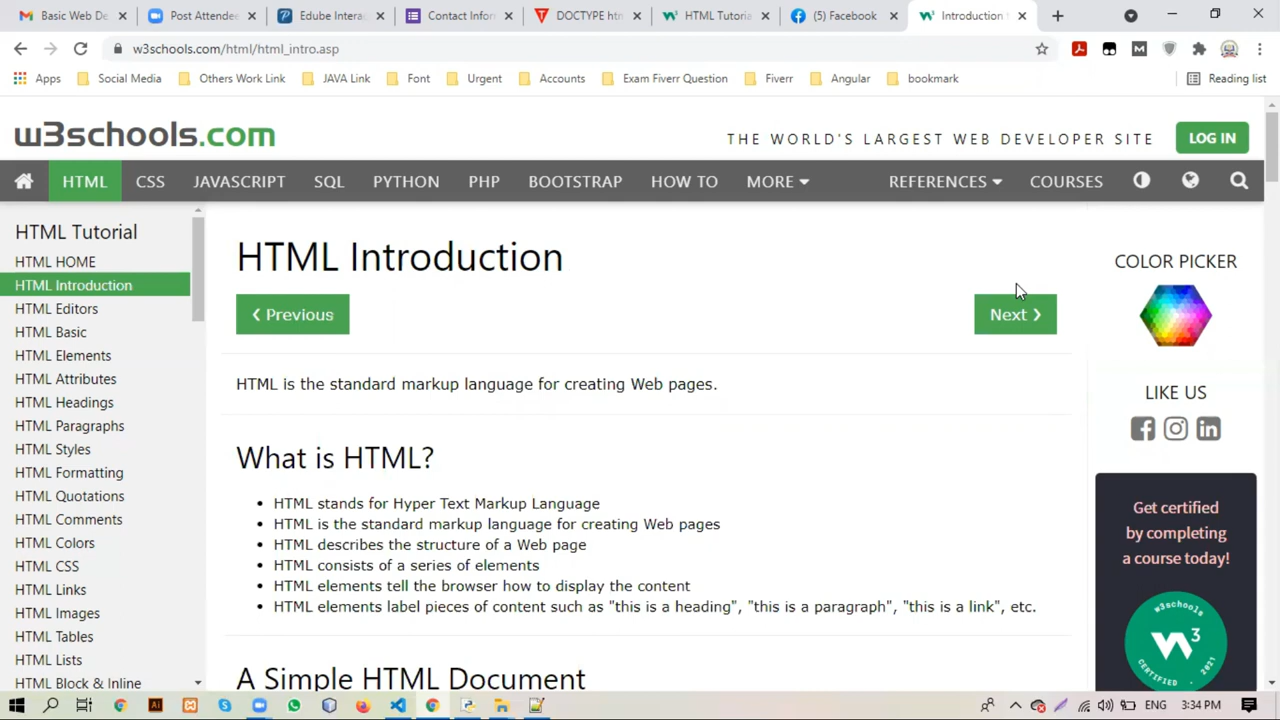 Basic Web De
Post Attendee
Edube Intera
Contact Infor
DOCTYPE htm
HTML Tutoria
(5) Facebook
Introduction
w3schools.com/html/html_intro.asp
Apps
Social Media
Others Work Link
JAVA Link
Font
Urgent
Accounts
Exam Fiverr Question
Fiverr
Angular
bookmark
Reading list
w3schools.com
THE WORLD'S LARGEST WEB DEVELOPER SITE
LOG IN
HTML
CSS
JAVASCRIPT
SQL
PYTHON
PHP
BOOTSTRAP
HOW TO
MORE
REFERENCES
COURSES
HTML Tutorial
HTML HOME
HTML Introduction
HTML Editors
HTML Basic
HTML Elements
HTML Attributes
HTML Headings
HTML Paragraphs
HTML Styles
HTML Formatting
HTML Quotations
HTML Comments
HTML Colors
HTML CSS
HTML Links
HTML Images
HTML Tables
HTML Lists
HTML Block & Inline
HTML Introduction
❮ Previous
Next ❯
HTML is the standard markup language for creating Web pages.
What is HTML?
• HTML stands for Hyper Text Markup Language
• HTML is the standard markup language for creating Web pages
• HTML describes the structure of a Web page
• HTML consists of a series of elements
• HTML elements tell the browser how to display the content
• HTML elements label pieces of content such as "this is a heading", "this is a paragraph", "this is a link", etc.
A Simple HTML Document
COLOR PICKER
LIKE US
Get certified
by completing
a course today!
w3schools
W3
CERTIFIED . 2021
ENG
3:34 PM